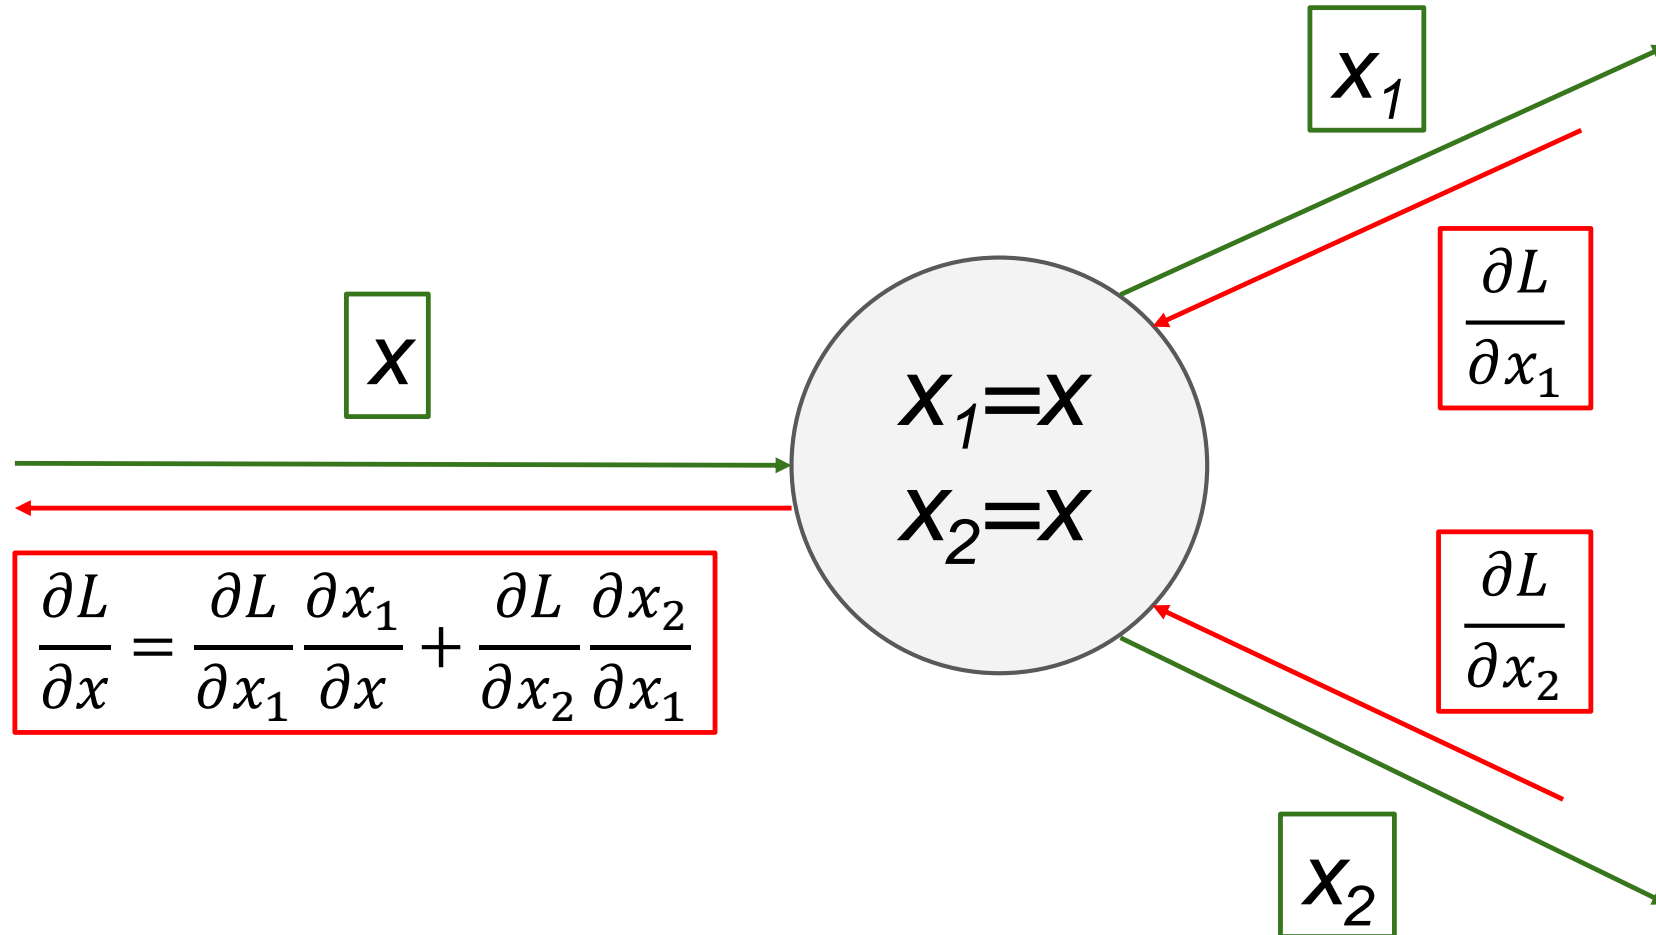 x₁
∂L/∂x₁
x
x₁=x
x₂=x
∂L/∂x = ∂L/∂x₁ ∂x₁/∂x + ∂L/∂x₂ ∂x₂/∂x₁
∂L/∂x₂
x₂